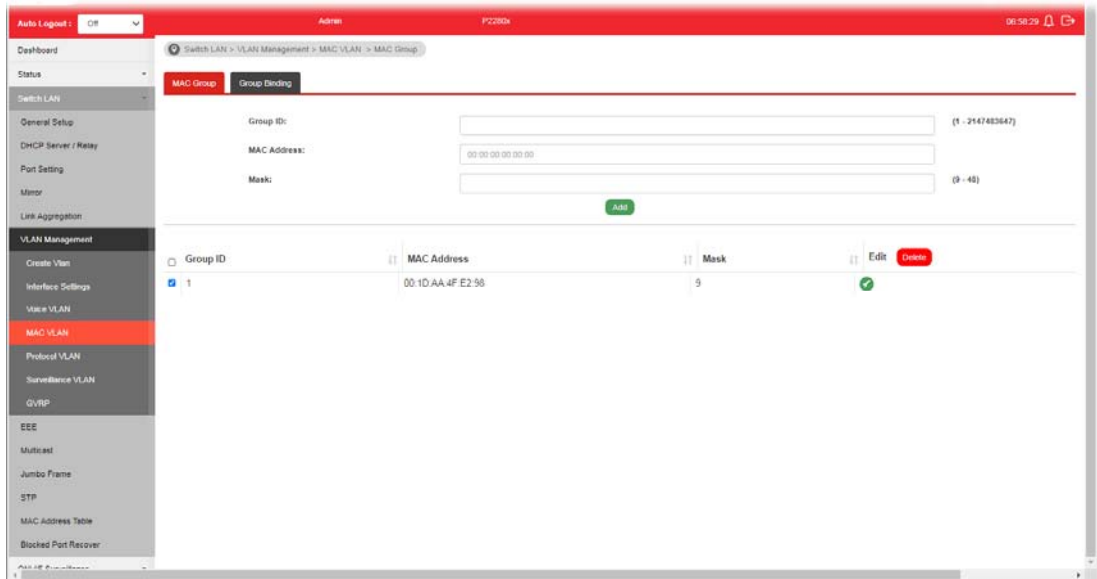 Auto Logout : Off Admin P2280x 08:58:29
Dashboard
Switch LAN > VLAN Management > MAC VLAN > MAC Group
Status
MAC Group Group Binding
Switch LAN
General Setup
Group ID: (1 - 2147483647)
DHCP Server / Relay
MAC Address: 00:00:00:00:00:00
Port Setting
Mask: (9 - 48)
Mirror
Add
Link Aggregation
VLAN Management
Group ID MAC Address Mask Edit Delete
Create Vlan
1 00:1D:AA:4F:E2:98 9
Interface Settings
Voice VLAN
MAC VLAN
Protocol VLAN
Surveillance VLAN
GVRP
EEE
Multicast
Jumbo Frame
STP
MAC Address Table
Blocked Port Recover